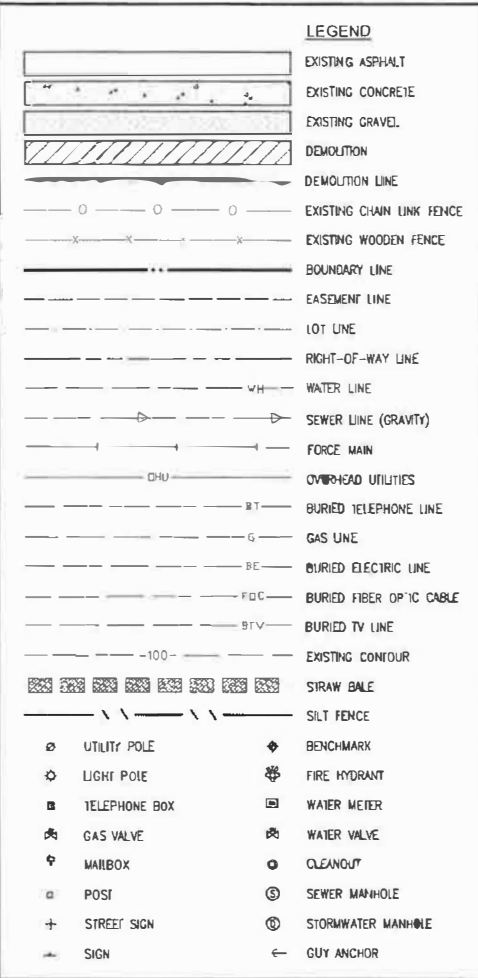 LEGEND
EXISTING ASPHALT
EXISTING CONCRETE
EXISTING GRAVEL
DEMOLITION
DEMOLITION LINE
O O O EXISTING CHAIN LINK FENCE
X X X EXISTING WOODEN FENCE
BOUNDARY LINE
EASEMENT LINE
LOT LINE
RIGHT-OF-WAY LINE
WH WATER LINE
SEWER LINE (GRAVITY)
FORCE MAIN
OHU OVERHEAD UTILITIES
BT BURIED TELEPHONE LINE
G GAS LINE
BE BURIED ELECTRIC LINE
FOC BURIED FIBER OPTIC CABLE
BTV BURIED TV LINE
-100- EXISTING CONTOUR
STRAW BALE
SILT FENCE
UTILITY POLE BENCHMARK
LIGHT POLE FIRE HYDRANT
TELEPHONE BOX WATER METER
GAS VALVE WATER VALVE
MAILBOX CLEANOUT
POST S SEWER MANHOLE
STREET SIGN D STORMWATER MANHOLE
SIGN GUY ANCHOR